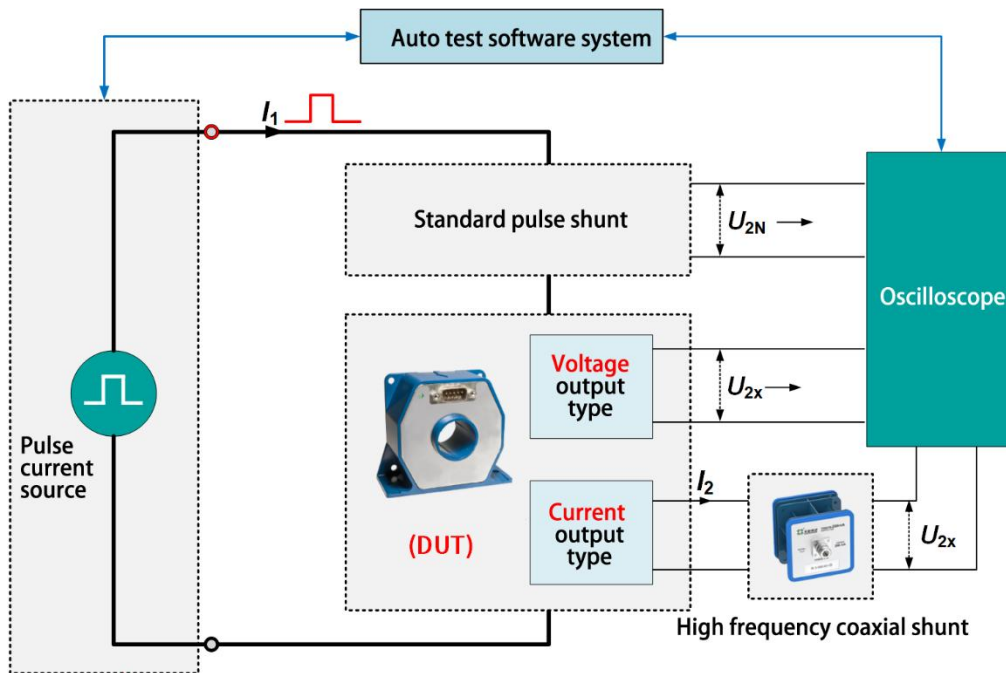 Auto test software system
I₁
Standard pulse shunt
U₂N
Oscilloscope
Voltage
output
type
U₂ₓ
Pulse
current
source
(DUT)
Current
output
type
I₂
U₂ₓ
High frequency coaxial shunt